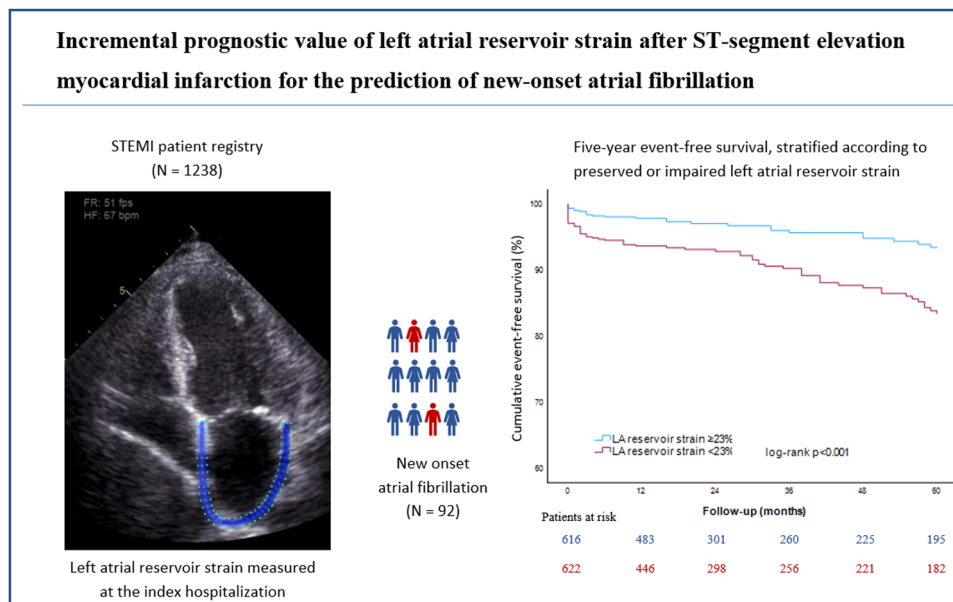 Incremental prognostic value of left atrial reservoir strain after ST-segment elevation
myocardial infarction for the prediction of new-onset atrial fibrillation
STEMI patient registry
(N = 1238)
FR: 51 fps
HF: 67 bpm
5
Left atrial reservoir strain measured
at the index hospitalization
New onset
atrial fibrillation
(N = 92)
Five-year event-free survival, stratified according to
preserved or impaired left atrial reservoir strain
Cumulative event-free survival (%)
100
90
80
70
60
LA reservoir strain ≥23%
LA reservoir strain <23%
log-rank p<0.001
0 12 24 36 48 60
Follow-up (months)
Patients at risk
616 483 301 260 225 195
622 446 298 256 221 182